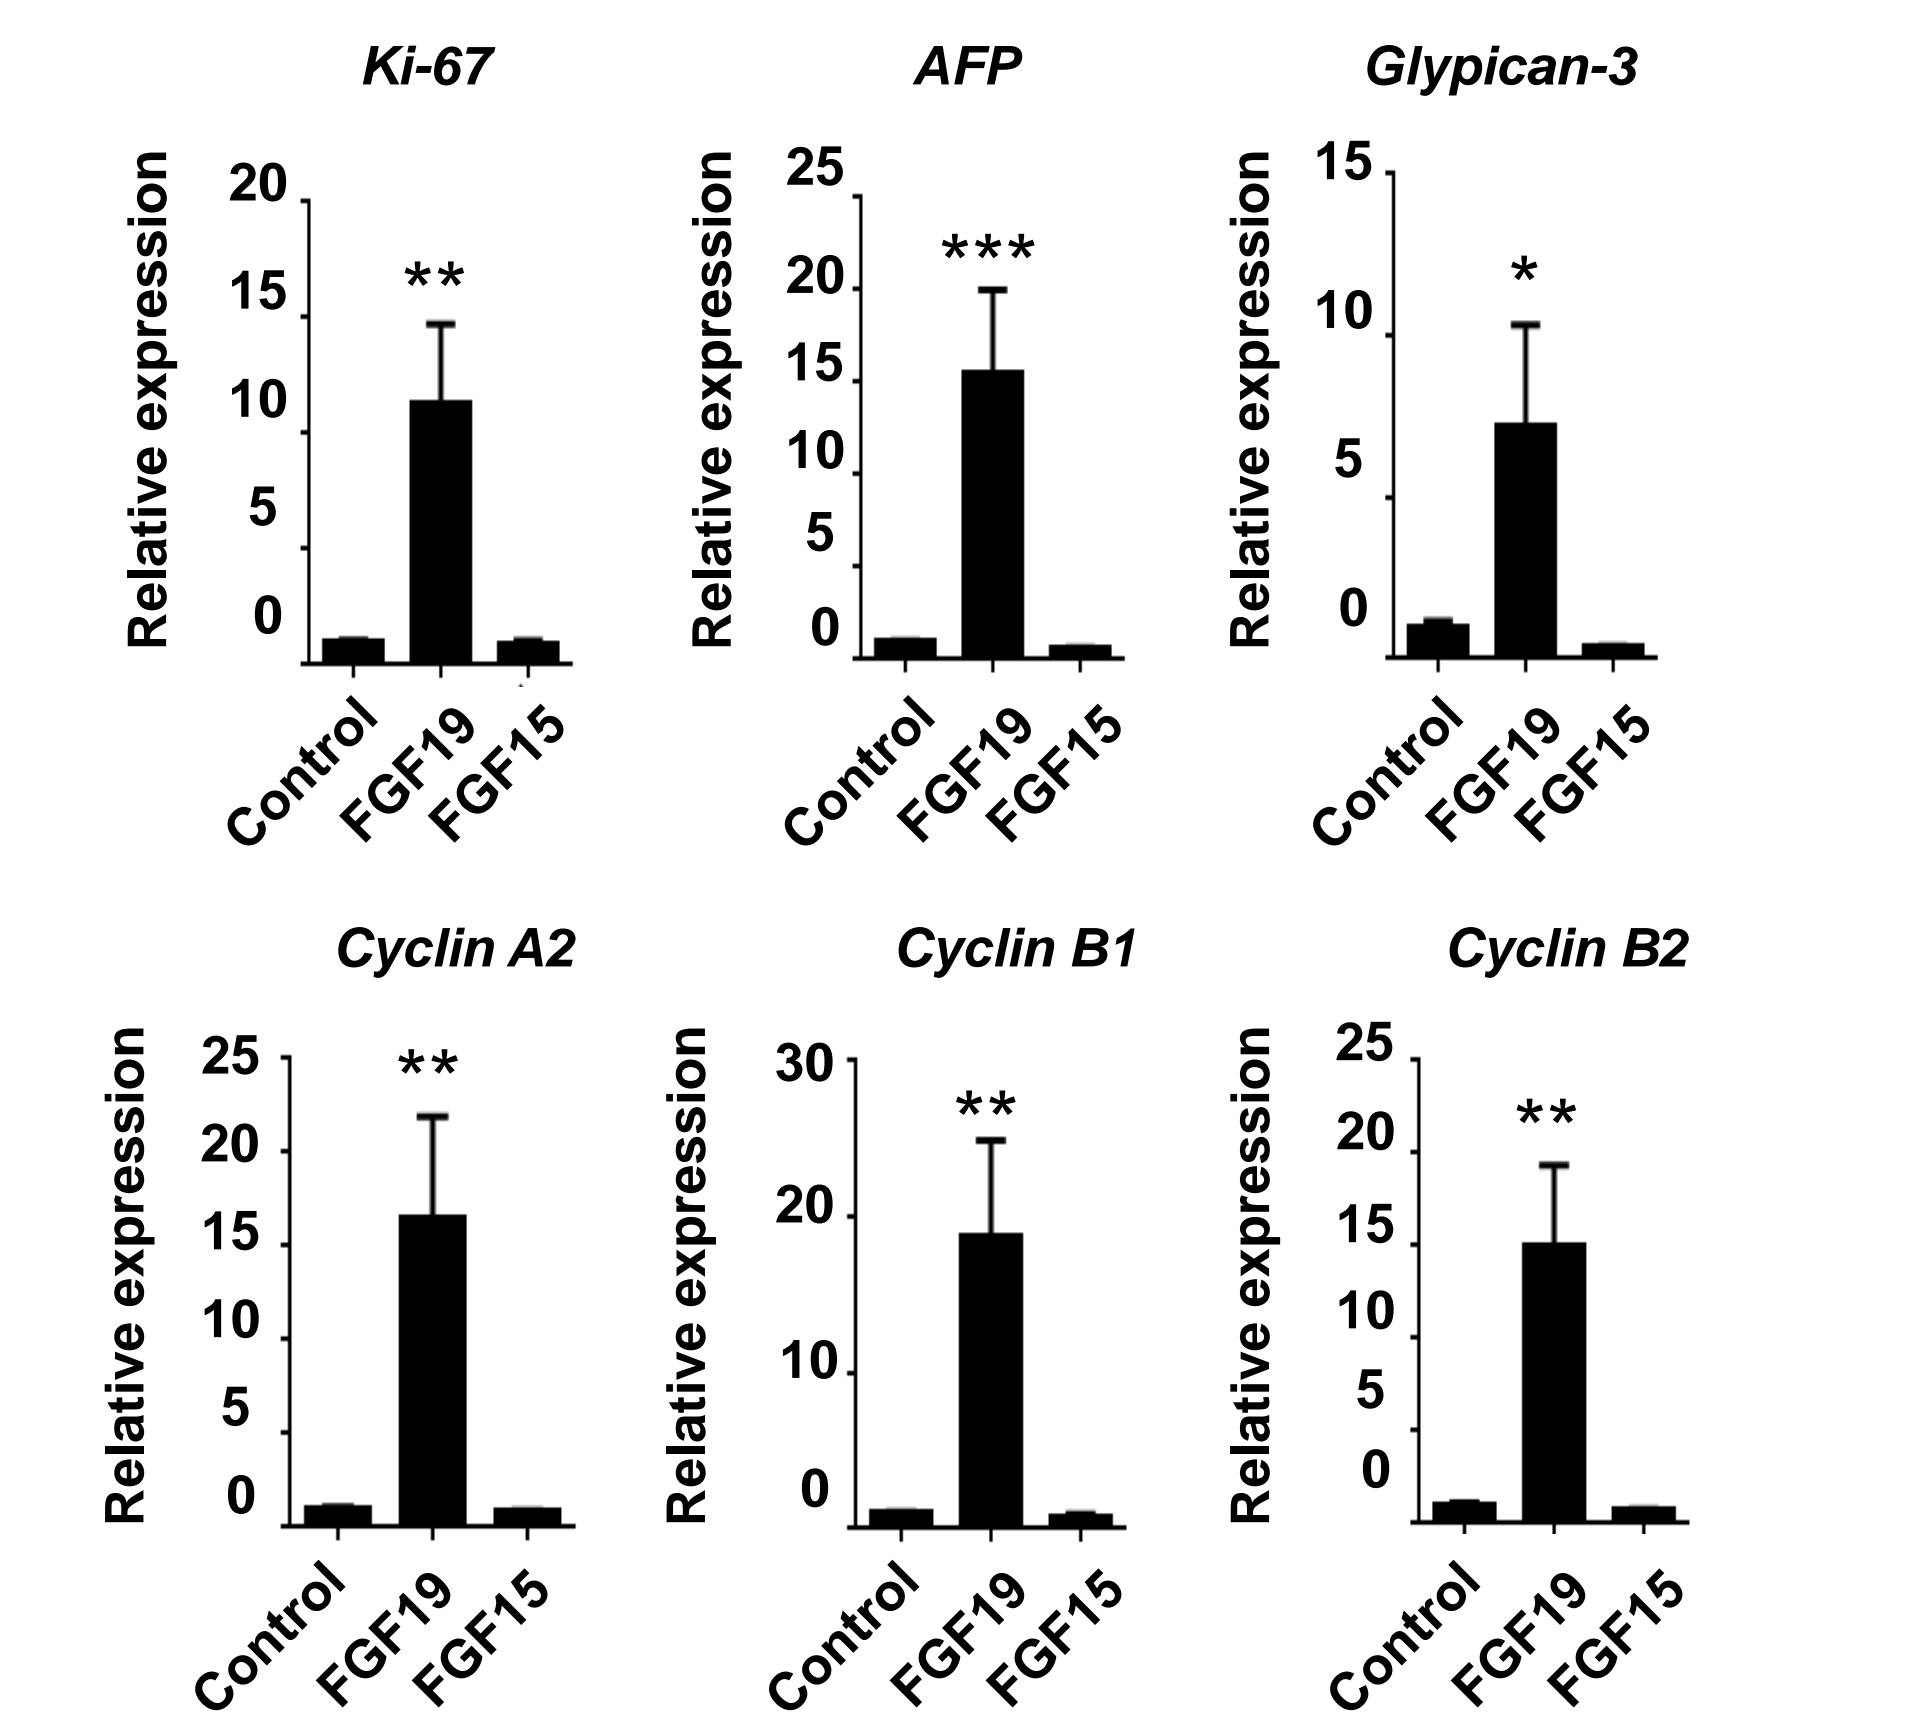 Ki-67
AFP
Glypican-3
Relative expression
20
15
10
5
0
**
Control
FGF19
FGF15
Relative expression
25
20
15
10
5
0
***
Control
FGF19
FGF15
Relative expression
15
10
5
0
*
Control
FGF19
FGF15
Cyclin A2
Cyclin B1
Cyclin B2
Relative expression
25
20
15
10
5
0
**
Control
FGF19
FGF15
Relative expression
30
20
10
0
**
Control
FGF19
FGF15
Relative expression
25
20
15
10
5
0
**
Control
FGF19
FGF15